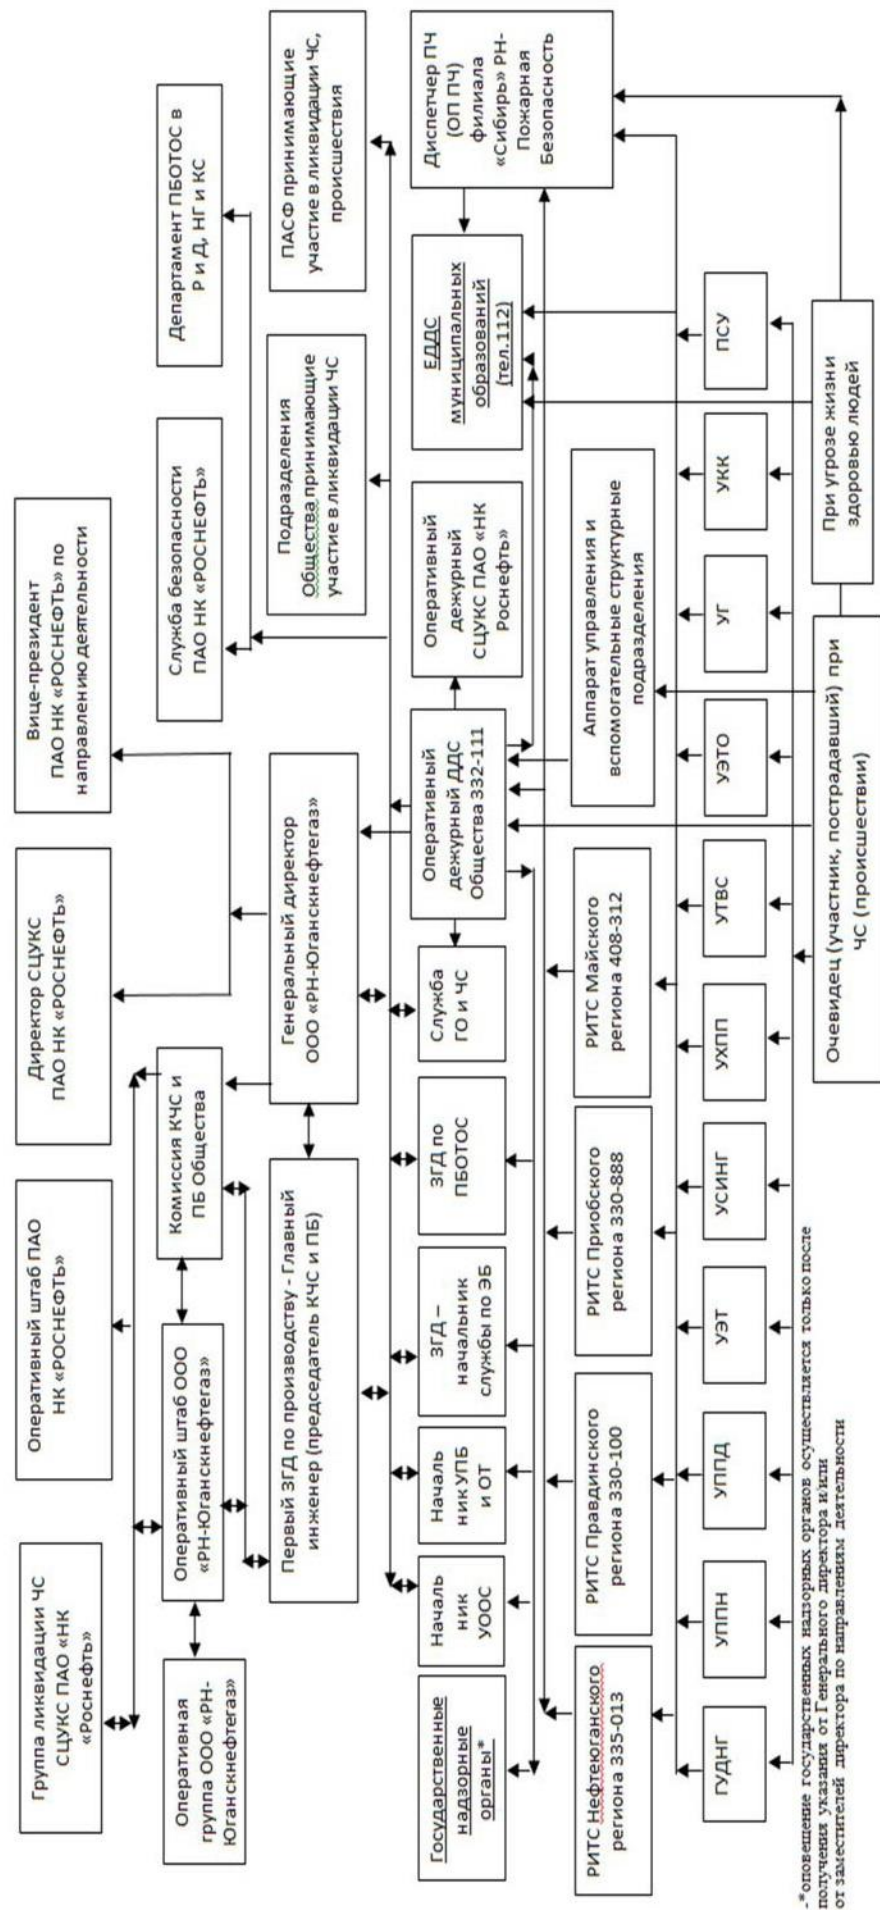 Группа ликвидации ЧС
СЦУКС ПАО «НК
«Роснефть»
Оперативный штаб ПАО
НК «РОСНЕФТЬ»
Директор СЦУКС
ПАО НК «РОСНЕФТЬ»
Вице-президент
ПАО НК «РОСНЕФТЬ» по
направлению деятельности
Оперативная
группа ООО «РН-
Юганскнефтегаз»
Оперативный штаб ООО
«РН-Юганскнефтегаз»
Комиссия КЧС и
ПБ Общества
Служба безопасности
ПАО НК «РОСНЕФТЬ»
Департамент ПБОТОС в
Р и Д, НГ и КС
Первый ЗГД по производству - Главный
инженер (председатель КЧС и ПБ)
Генеральный директор
ООО «РН-Юганскнефтегаз»
Подразделения
Общества принимающие
участие в ликвидации ЧС
ПАСФ принимающие
участие в ликвидации ЧС,
происшествия
Государственные
надзорные
органы*
Началь
ник
УООС
Началь
ник УПБ
и ОТ
ЗГД –
начальник
службы по ЭБ
ЗГД по
ПБОТОС
Служба
ГО и ЧС
Оперативный
дежурный ДДС
Общества 332-111
Оперативный
дежурный
СЦУКС ПАО «НК
Роснефть»
ЕДДС
муниципальных
образований
(тел.112)
Диспетчер ПЧ
(ОП ПЧ)
филиала
«Сибирь» РН-
Пожарная
Безопасность
РИТС Нефтеюганского
региона 335-013
РИТС Правдинского
региона 330-100
РИТС Приобского
региона 330-888
РИТС Майского
региона 408-312
Аппарат управления и
вспомогательные структурные
подразделения
ГУДНГ
УППН
УППД
УЭТ
УСИНГ
УХПП
УТВС
УЭТО
УГ
УКК
ПСУ
Очевидец (участник, пострадавший) при
ЧС (происшествии)
При угрозе жизни
здоровью людей
-*оповещение государственных надзорных органов осуществляется только после
получения указания от Генерального директора и/или
от заместителей директора по направлениям деятельности